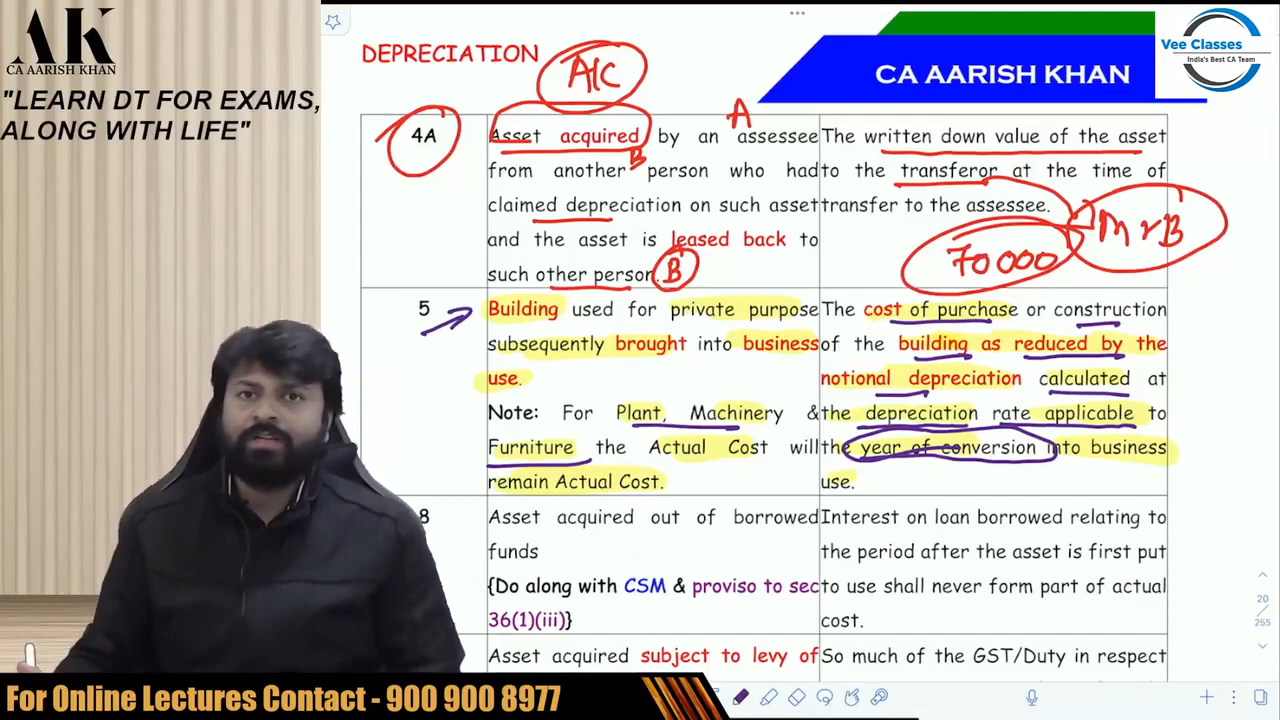 AK
CA AARISH KHAN
"LEARN DT FOR EXAMS,
ALONG WITH LIFE"
DEPRECIATION
A/C
CA AARISH KHAN
Vee Classes
India's Best CA Team
4A
Asset acquired by an assessee
from another person who had
claimed depreciation on such asset
and the asset is leased back to
such other person.
A
B
B
The written down value of the asset
to the transferor at the time of
transfer to the assessee.
70000
Mr B
5
Building used for private purpose
subsequently brought into business
use.
Note: For Plant, Machinery &
Furniture the Actual Cost will
remain Actual Cost.
The cost of purchase or construction
of the building as reduced by the
notional depreciation calculated at
the depreciation rate applicable to
the year of conversion into business
use.
8
Asset acquired out of borrowed
funds
{Do along with CSM & proviso to sec
36(1)(iii)}
Interest on loan borrowed relating to
the period after the asset is first put
to use shall never form part of actual
cost.
Asset acquired subject to levy of
So much of the GST/Duty in respect
20
255
For Online Lectures Contact - 900 900 8977